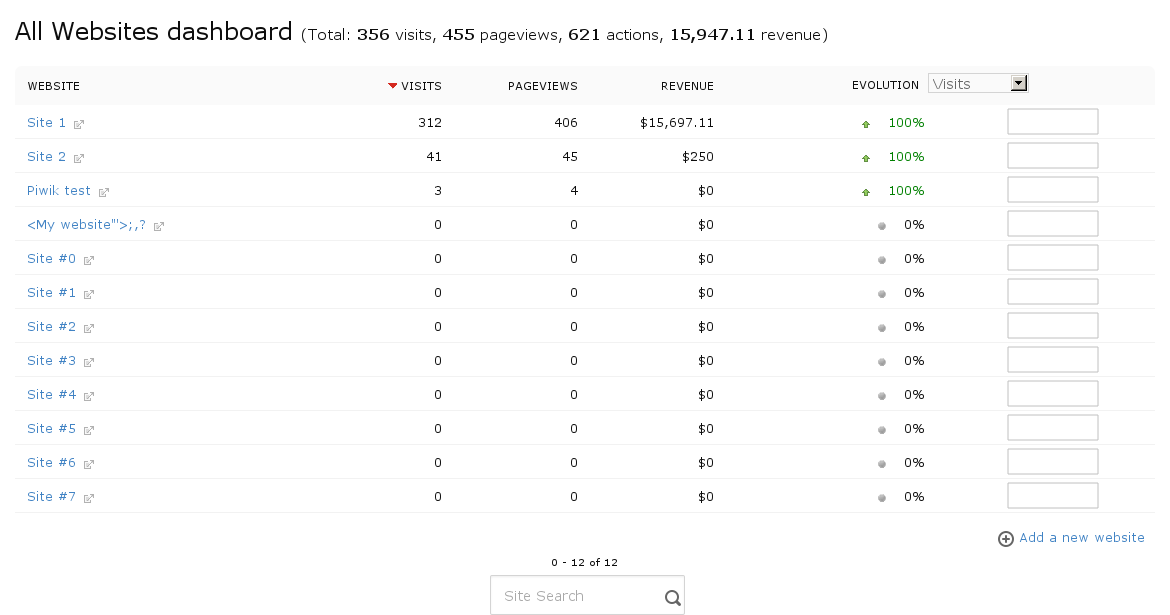 All Websites dashboard (Total: 356 visits, 455 pageviews, 621 actions, 15,947.11 revenue)
WEBSITE VISITS PAGEVIEWS REVENUE EVOLUTION Visits
Site 1 312 406 $15,697.11 100%
Site 2 41 45 $250 100%
Piwik test 3 4 $0 100%
<My website"'>;,? 0 0 $0 0%
Site #0 0 0 $0 0%
Site #1 0 0 $0 0%
Site #2 0 0 $0 0%
Site #3 0 0 $0 0%
Site #4 0 0 $0 0%
Site #5 0 0 $0 0%
Site #6 0 0 $0 0%
Site #7 0 0 $0 0%
Add a new website
0 - 12 of 12
Site Search